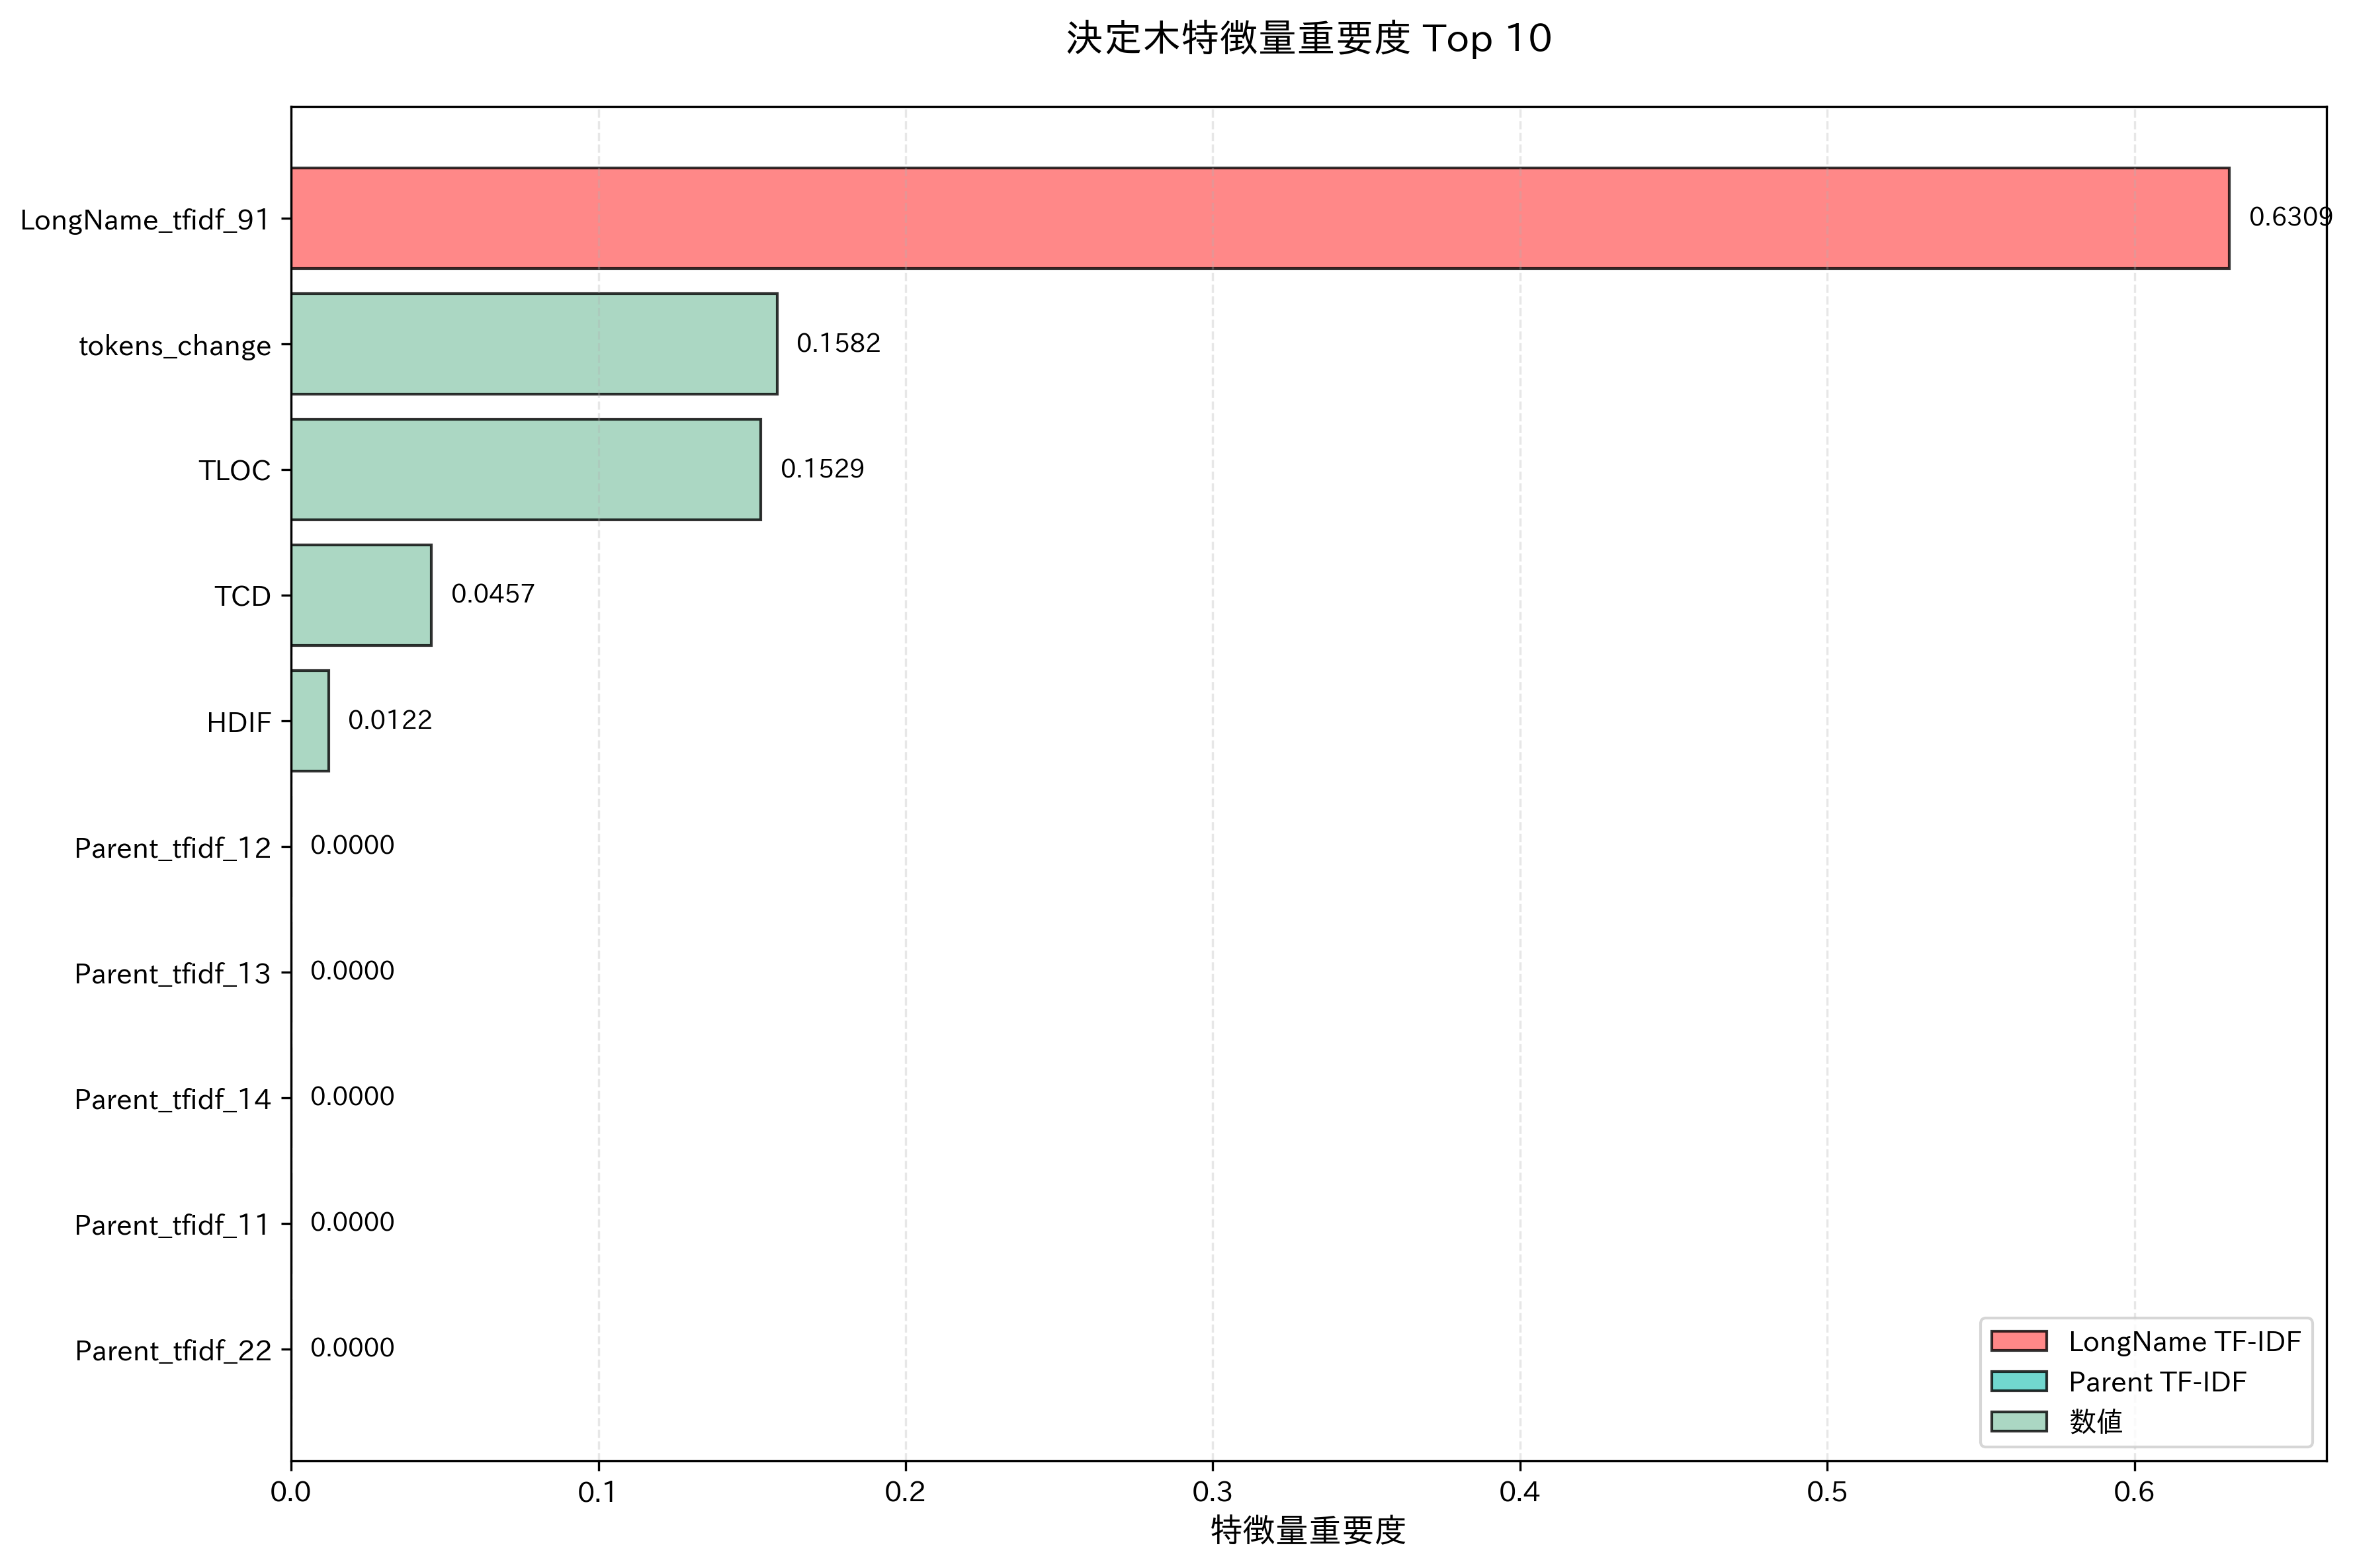 決定木特徴量重要度 Top 10
LongName_tfidf_91
0.6309
tokens_change
0.1582
TLOC
0.1529
TCD
0.0457
HDIF
0.0122
Parent_tfidf_12
0.0000
Parent_tfidf_13
0.0000
Parent_tfidf_14
0.0000
Parent_tfidf_11
0.0000
Parent_tfidf_22
0.0000
LongName TF-IDF
Parent TF-IDF
数値
0.0 0.1 0.2 0.3 0.4 0.5 0.6
特徴量重要度